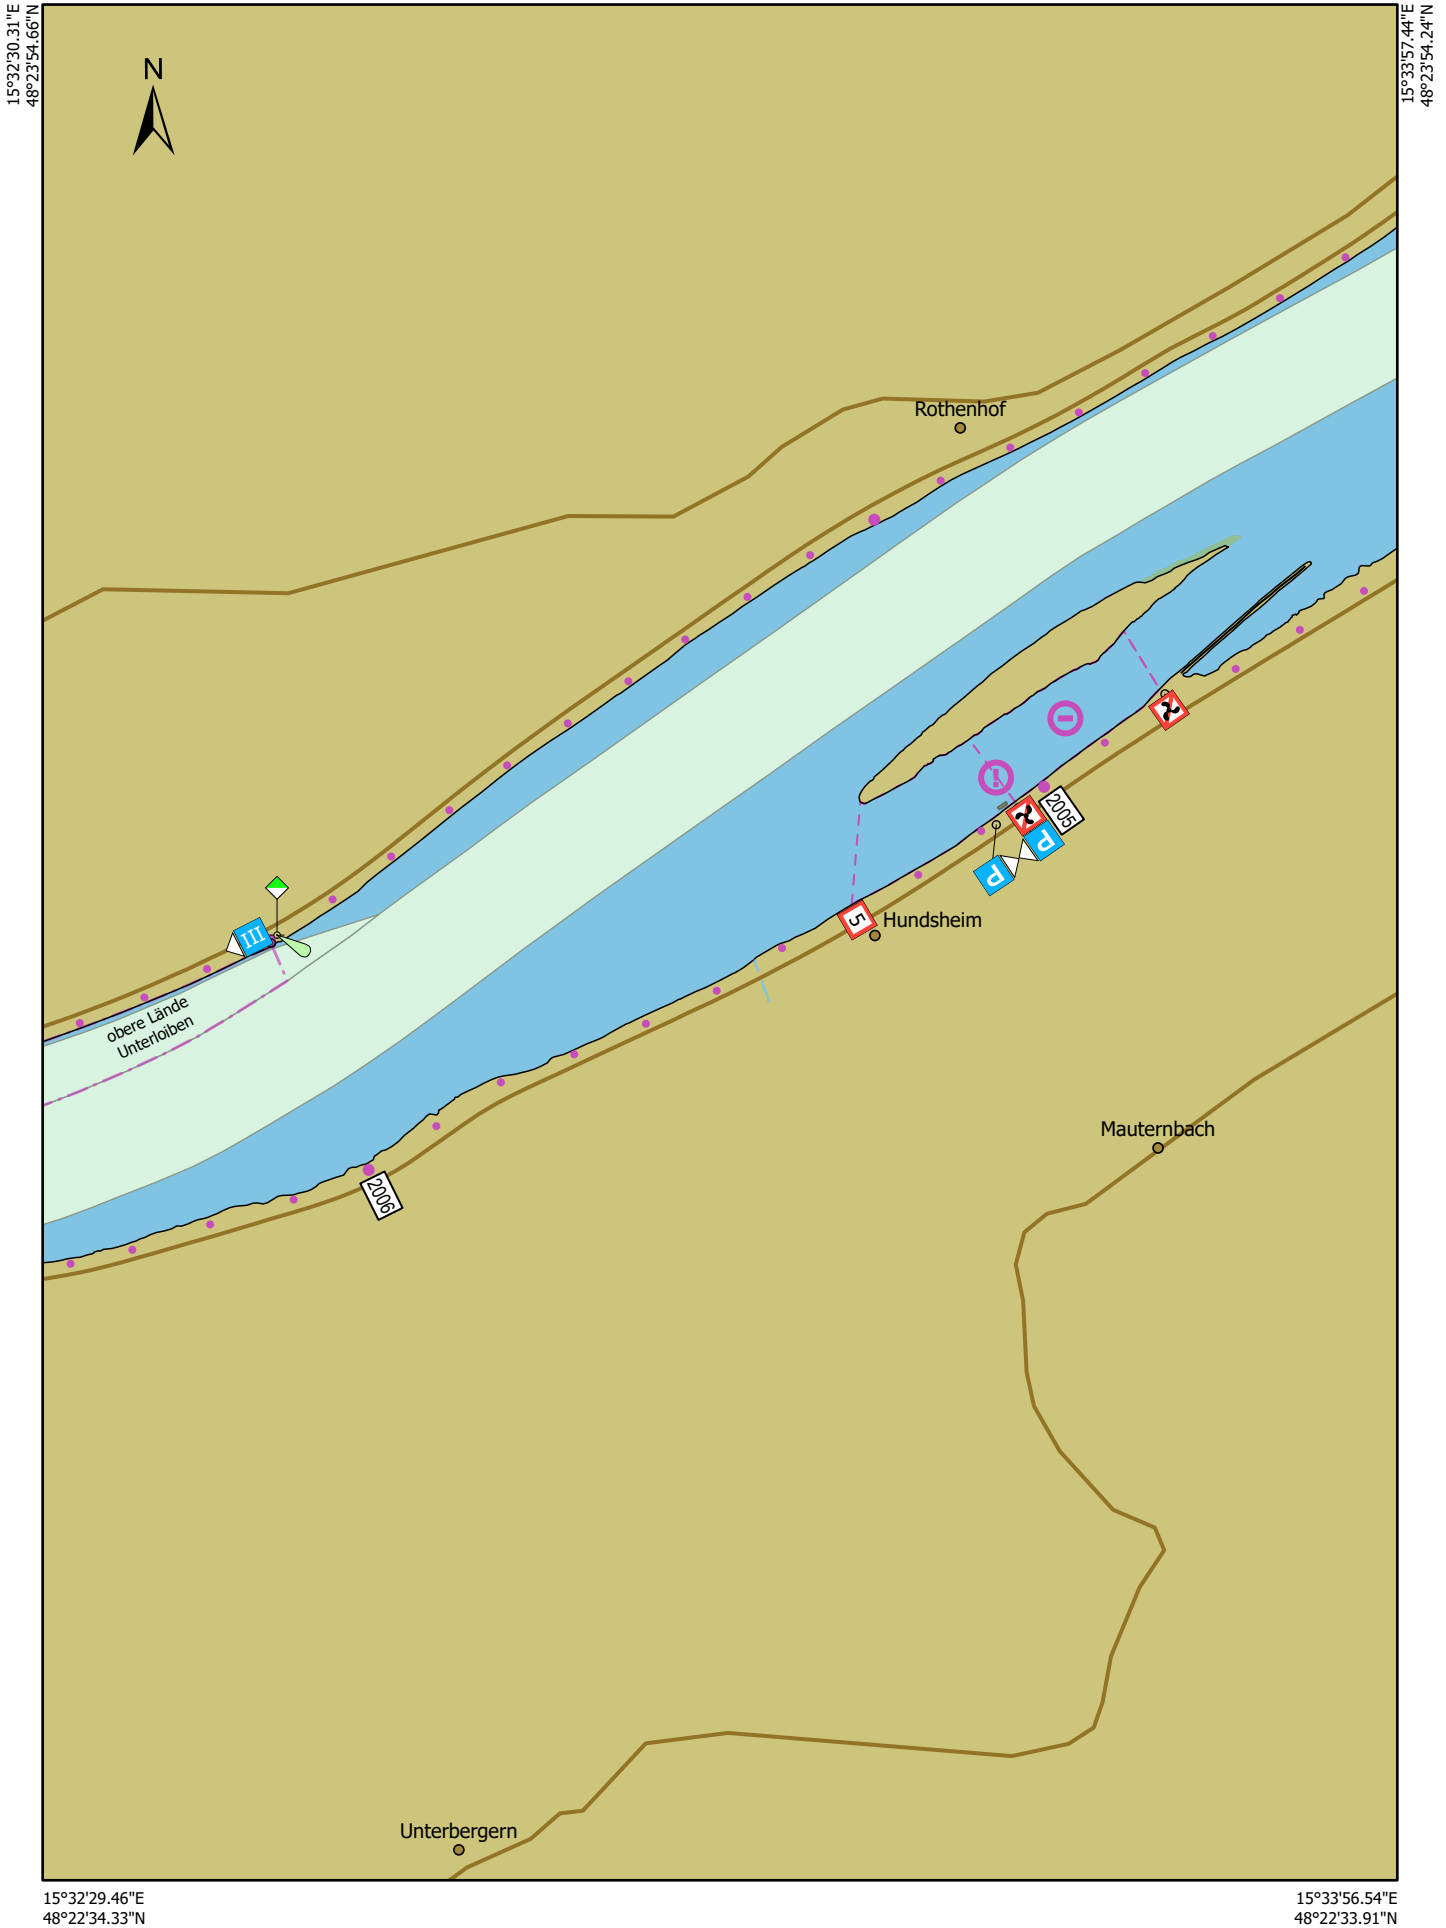 15°32'30.31"E
48°23'54.66"N
15°33'57.44"E
48°23'54.24"N
N
Rothenhof
2005
P
P
III
5
Hundsheim
obere Lände
Unterloiben
Mauternbach
2006
Unterbergern
15°32'29.46"E
48°22'34.33"N
15°33'56.54"E
48°22'33.91"N